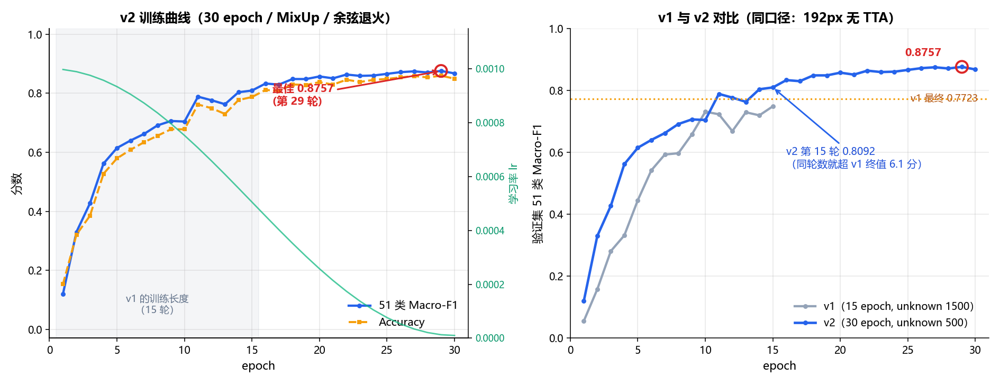 v2 训练曲线（30 epoch / MixUp / 余弦退火）
1.0
0.8
0.6
0.4
0.2
0.0
分数
0
5
10
15
20
25
30
epoch
0.0010
0.0008
0.0006
0.0004
0.0002
0.0000
学习率 lr
最佳 0.8757
(第 29 轮)
v1 的训练长度
（15 轮）
51 类 Macro-F1
Accuracy
v1 与 v2 对比（同口径：192px 无 TTA）
1.0
0.8
0.6
0.4
0.2
0.0
验证集 51 类 Macro-F1
0
5
10
15
20
25
30
epoch
0.8757
v1 最终 0.7723
v2 第 15 轮 0.8092
（同轮数就超 v1 终值 6.1 分）
v1（15 epoch, unknown 1500）
v2（30 epoch, unknown 500）